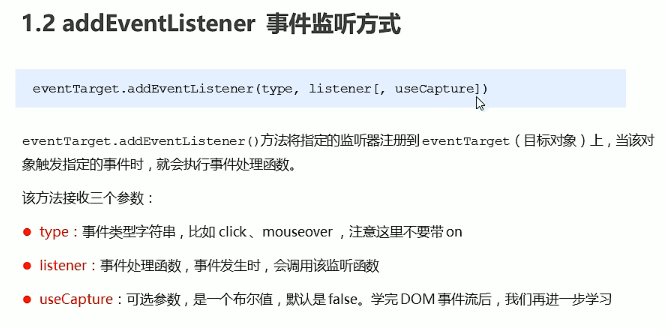 1.2 addEventListener 事件监听方式
eventTarget.addEventListener(type, listener[, useCapture])
eventTarget.addEventListener()方法将指定的监听器注册到 eventTarget（目标对象）上，当该对
象触发指定的事件时，就会执行事件处理函数。
该方法接收三个参数：
● type：事件类型字符串，比如 click 、mouseover ，注意这里不要带 on
● listener：事件处理函数，事件发生时，会调用该监听函数
● useCapture：可选参数，是一个布尔值，默认是 false。学完 DOM 事件流后，我们再进一步学习